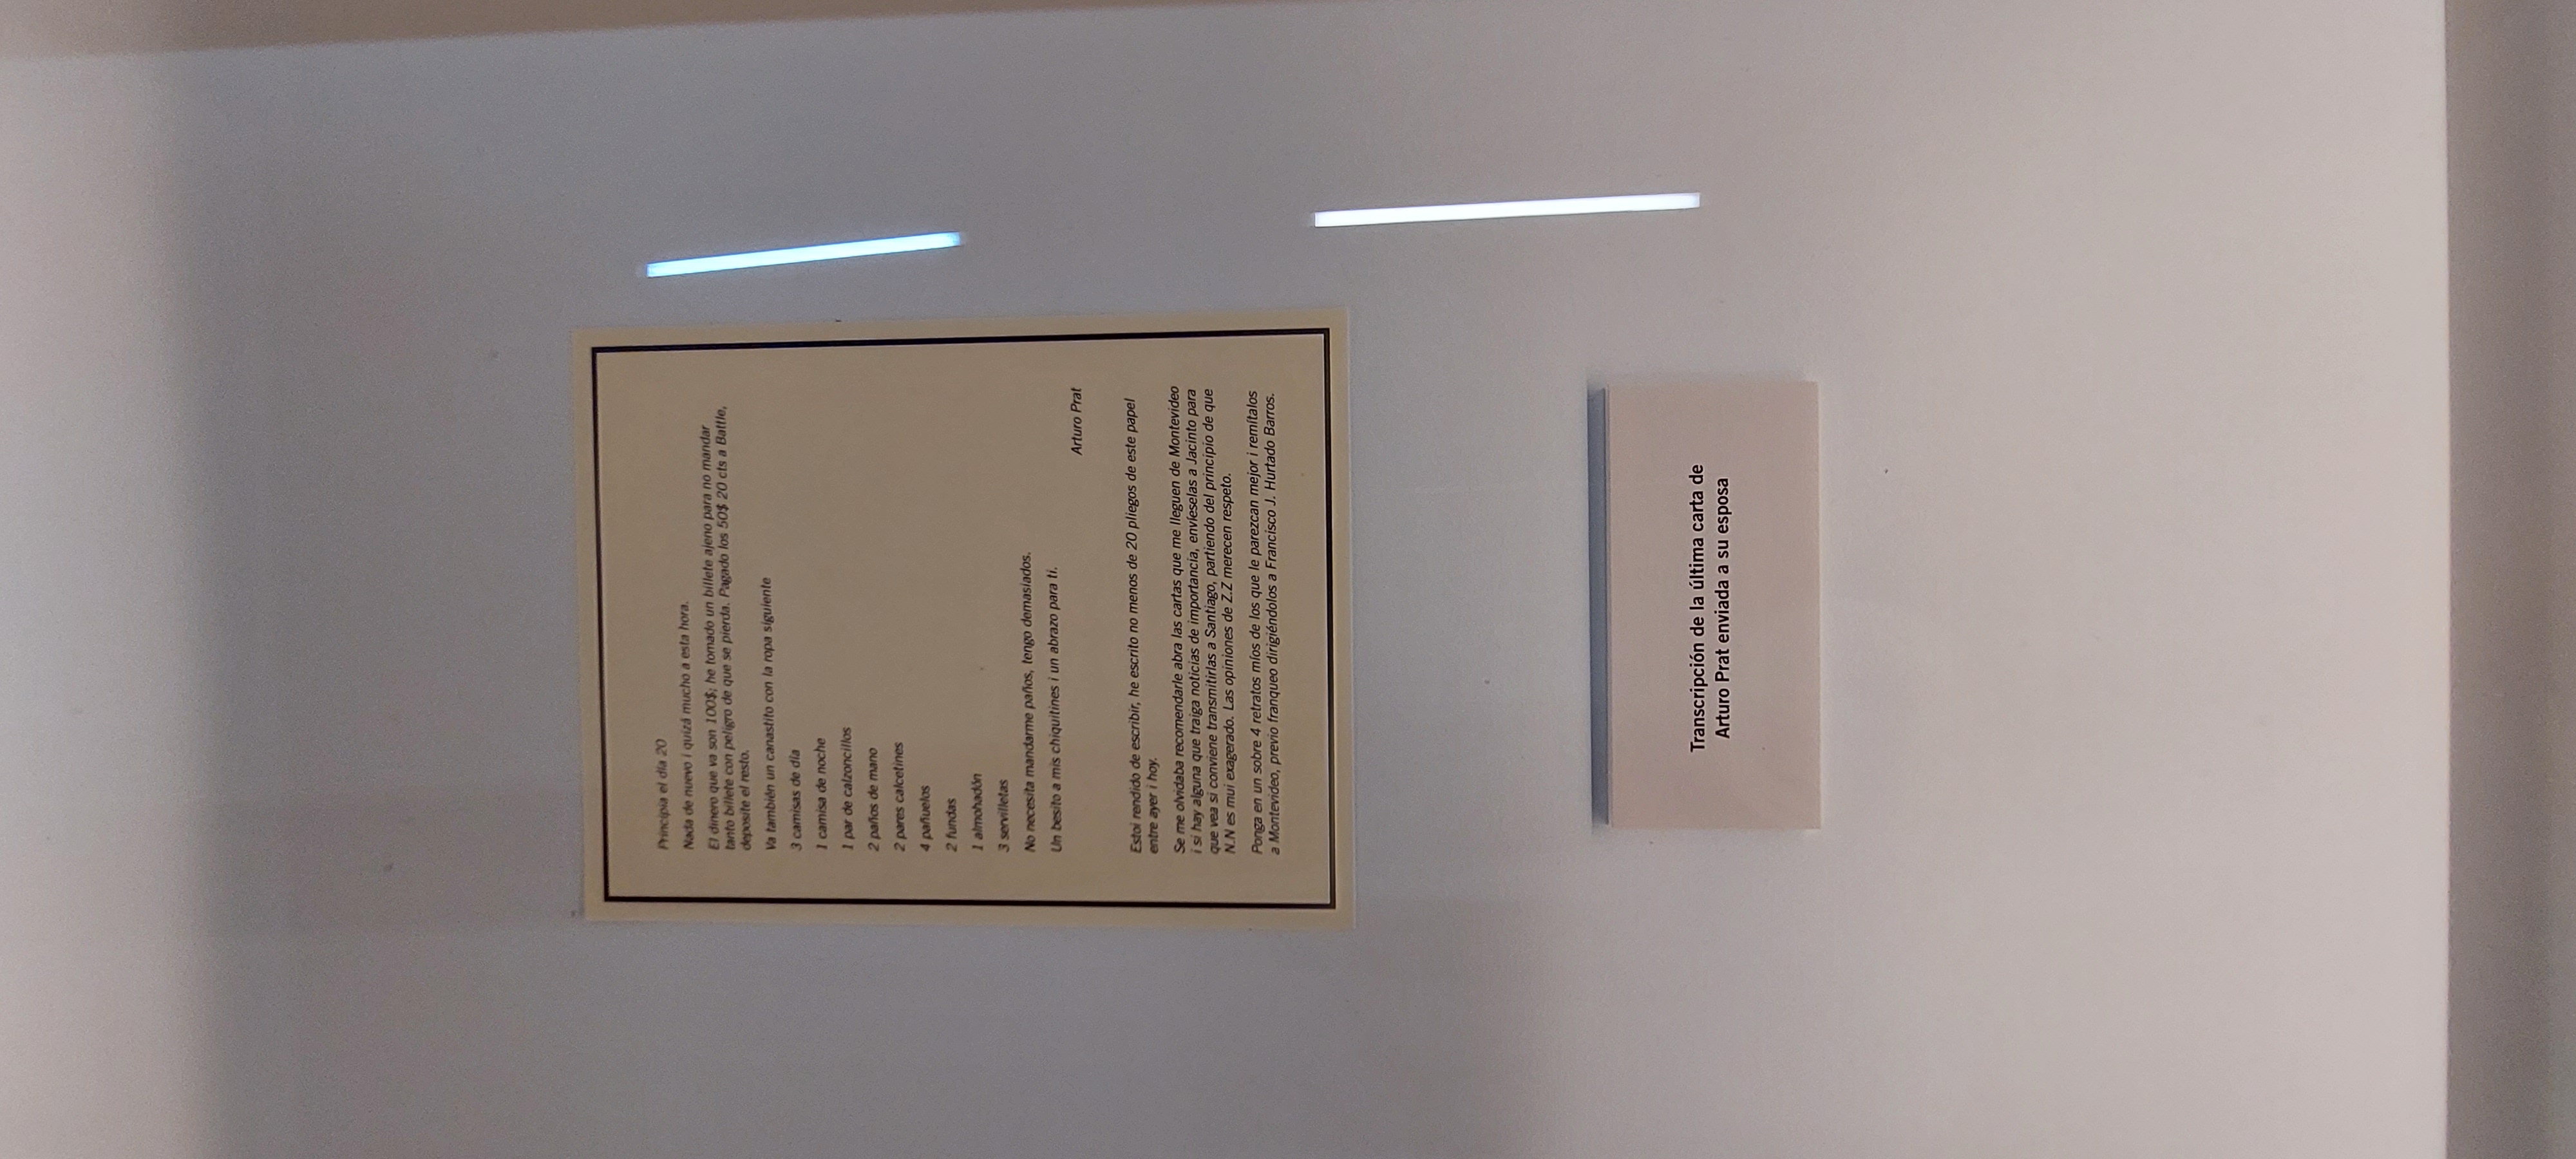 Principia el día 20
Nada de nuevo i quizá mucho a esta hora.
El dinero que va son 100$; he tomado un billete ajeno para no mandar
tanto billete con peligro de que se pierda. Pagado los 50$ 20 cts a Battle,
deposite el resto.
Va también un canastito con la ropa siguiente
3 camisas de día
1 camisa de noche
1 par de calzoncillos
2 paños de mano
2 pares calcetines
4 pañuelos
2 fundas
1 almohadón
3 servilletas
No necesita mandarme paños, tengo demasiados.
Un besito a mis chiquitines i un abrazo para ti.
Arturo Prat
Estoi rendido de escribir, he escrito no menos de 20 pliegos de este papel
entre ayer i hoy.
Se me olvidaba recomendarle abra las cartas que me lleguen de Montevideo
i si hay alguna que traiga noticias de importancia, envíeselas a Jacinto para
que vea si conviene transmitirlas a Santiago, partiendo del principio de que
N.N es mui exagerado. Las opiniones de Z.Z merecen respeto.
Ponga en un sobre 4 retratos míos de los que le parezcan mejor i remítalos
a Montevideo, previo franqueo dirigiéndolos a Francisco J. Hurtado Barros.
Transcripción de la última carta de
Arturo Prat enviada a su esposa